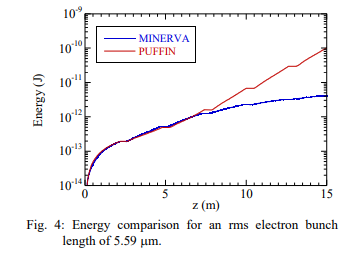 10⁻⁹
10⁻¹⁰
10⁻¹¹
10⁻¹²
10⁻¹³
10⁻¹⁴
Energy (J)
MINERVA
PUFFIN
0 5 10 15
z (m)
Fig. 4: Energy comparison for an rms electron bunch
length of 5.59 μm.